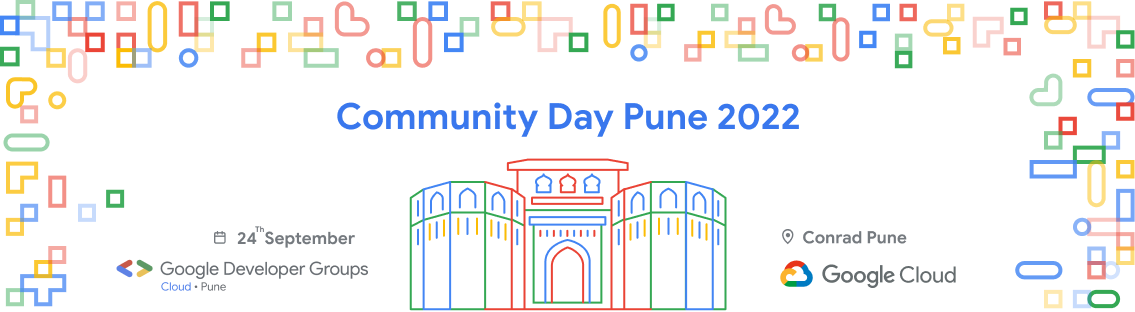 Community Day Pune 2022
24Th September
Conrad Pune
Google Developer Groups
Cloud • Pune
Google Cloud